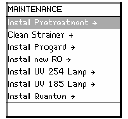 MAINTENANCE
Install Pretreatment →
Clean Strainer →
Install Progard →
Install new RO →
Install UV 254 Lamp →
Install UV 185 Lamp →
Install Quantum →